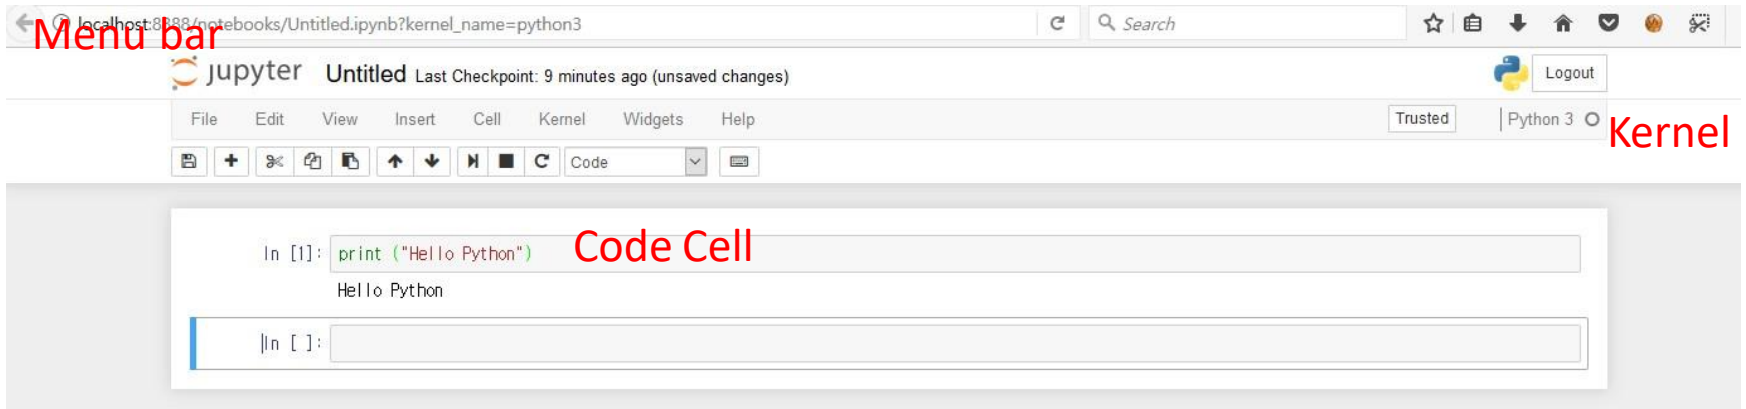 localhost:8888/notebooks/Untitled.ipynb?kernel_name=python3
Search
Menu bar
jupyter Untitled Last Checkpoint: 9 minutes ago (unsaved changes)
Logout
File Edit View Insert Cell Kernel Widgets Help
Trusted
Python 3
Kernel
Code
In [1]: print ("Hello Python")
Code Cell
Hello Python
In [ ]: